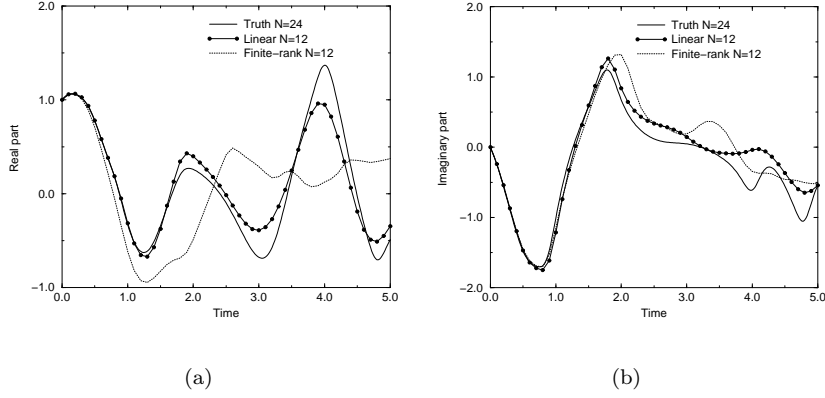 Truth N=24
Linear N=12
Finite−rank N=12
2.0
1.0
0.0
−1.0
Real part
0.0
1.0
2.0
3.0
4.0
5.0
Time
(a)
Truth N=24
Linear N=12
Finite−rank N=12
2.0
1.0
0.0
−1.0
−2.0
Imaginary part
0.0
1.0
2.0
3.0
4.0
5.0
Time
(b)